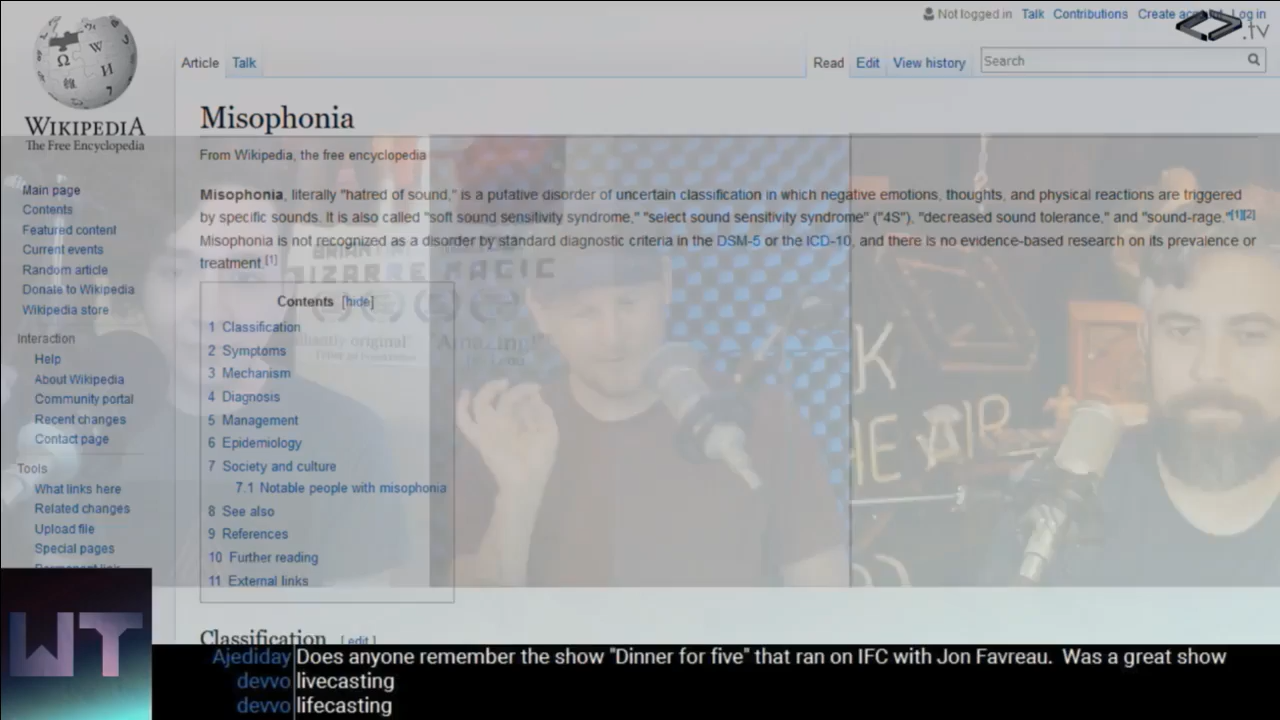 Not logged in Talk Contributions Create account Log in
.tv
Article Talk Read Edit View history Search
WIKIPEDIA
The Free Encyclopedia
Misophonia
From Wikipedia, the free encyclopedia
Misophonia, literally "hatred of sound," is a putative disorder of uncertain classification in which negative emotions, thoughts, and physical reactions are triggered
by specific sounds. It is also called "soft sound sensitivity syndrome," "select sound sensitivity syndrome" ("4S"), "decreased sound tolerance," and "sound-rage."[1][2]
Misophonia is not recognized as a disorder by standard diagnostic criteria in the DSM-5 or the ICD-10, and there is no evidence-based research on its prevalence or
treatment.[1]
Main page
Contents
Featured content
Current events
Random article
Donate to Wikipedia
Wikipedia store
Interaction
Help
About Wikipedia
Community portal
Recent changes
Contact page
Tools
What links here
Related changes
Upload file
Special pages
Permanent link
Contents [hide]
1 Classification
2 Symptoms
3 Mechanism
4 Diagnosis
5 Management
6 Epidemiology
7 Society and culture
7.1 Notable people with misophonia
8 See also
9 References
10 Further reading
11 External links
Classification [edit]
BIZARRE MAGIC
"Amazing!"
THE AIR
WT
Ajediday Does anyone remember the show "Dinner for five" that ran on IFC with Jon Favreau. Was a great show
devvo livecasting
devvo lifecasting